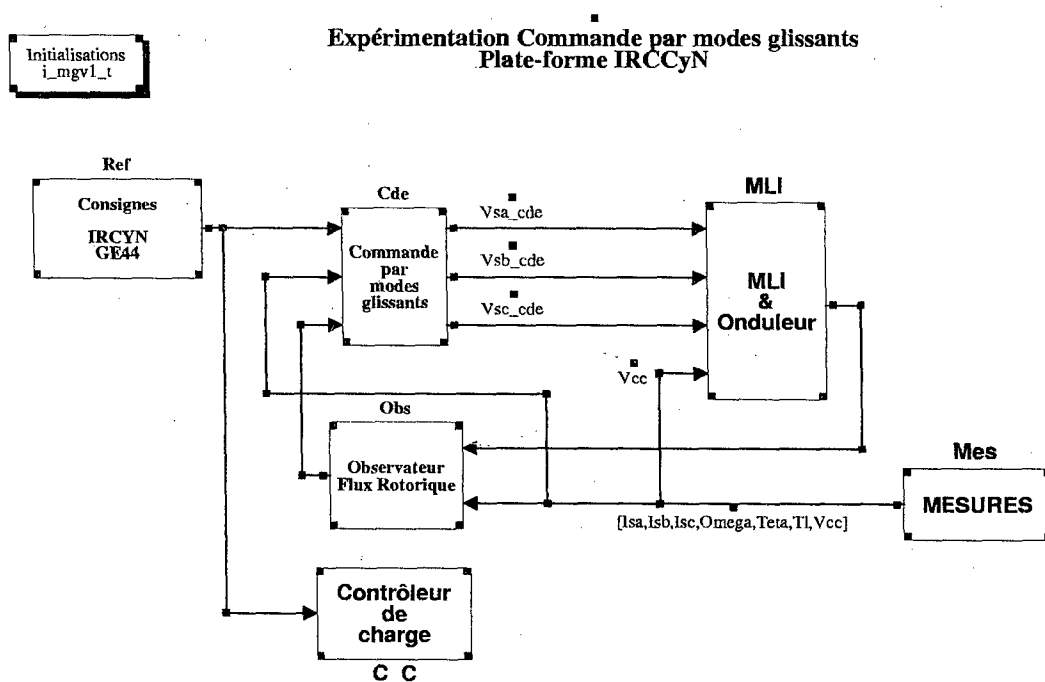 Expérimentation Commande par modes glissants
Plate-forme IRCCyN
Initialisations
i_mgv1_t
Ref
Consignes
IRCYN
GE44
Cde
Commande
par
modes
glissants
Vsa_cde
Vsb_cde
Vsc_cde
MLI
MLI
&
Onduleur
Vcc
Obs
Observateur
Flux Rotorique
[Isa,Isb,Isc,Omega,Teta,Tl,Vcc]
Mes
MESURES
Contrôleur
de
charge
C C